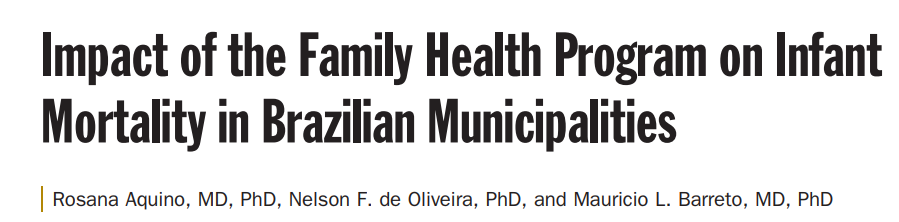 Impact of the Family Health Program on Infant
Mortality in Brazilian Municipalities
Rosana Aquino, MD, PhD, Nelson F. de Oliveira, PhD, and Mauricio L. Barreto, MD, PhD